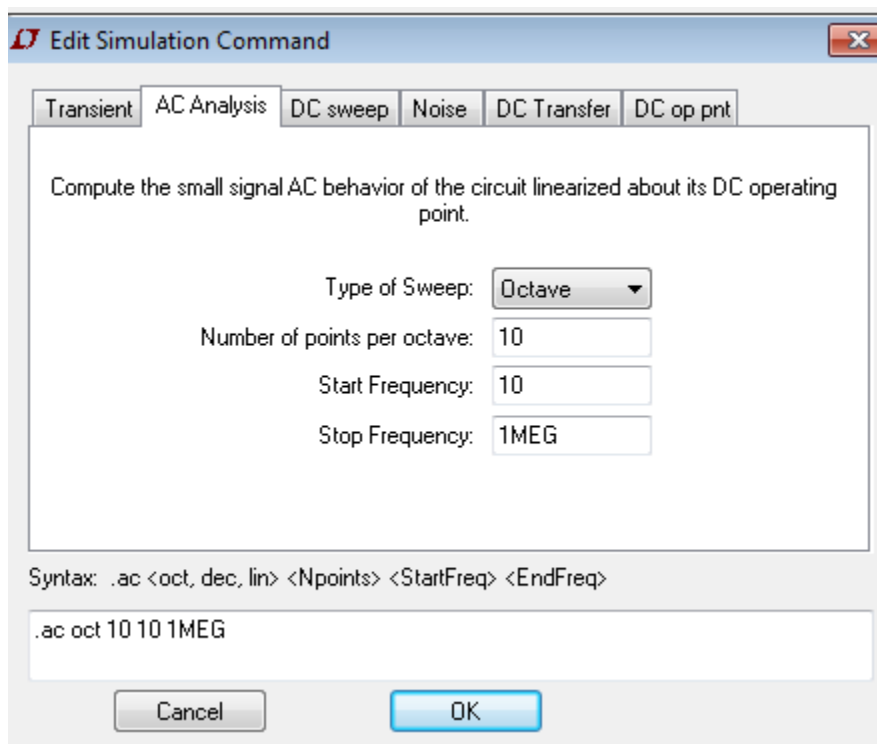 Edit Simulation Command
Transient AC Analysis DC sweep Noise DC Transfer DC op pnt
Compute the small signal AC behavior of the circuit linearized about its DC operating
point.
Type of Sweep: Octave
Number of points per octave: 10
Start Frequency: 10
Stop Frequency: 1MEG
Syntax: .ac <oct, dec, lin> <Npoints> <StartFreq> <EndFreq>
.ac oct 10 10 1MEG
Cancel OK